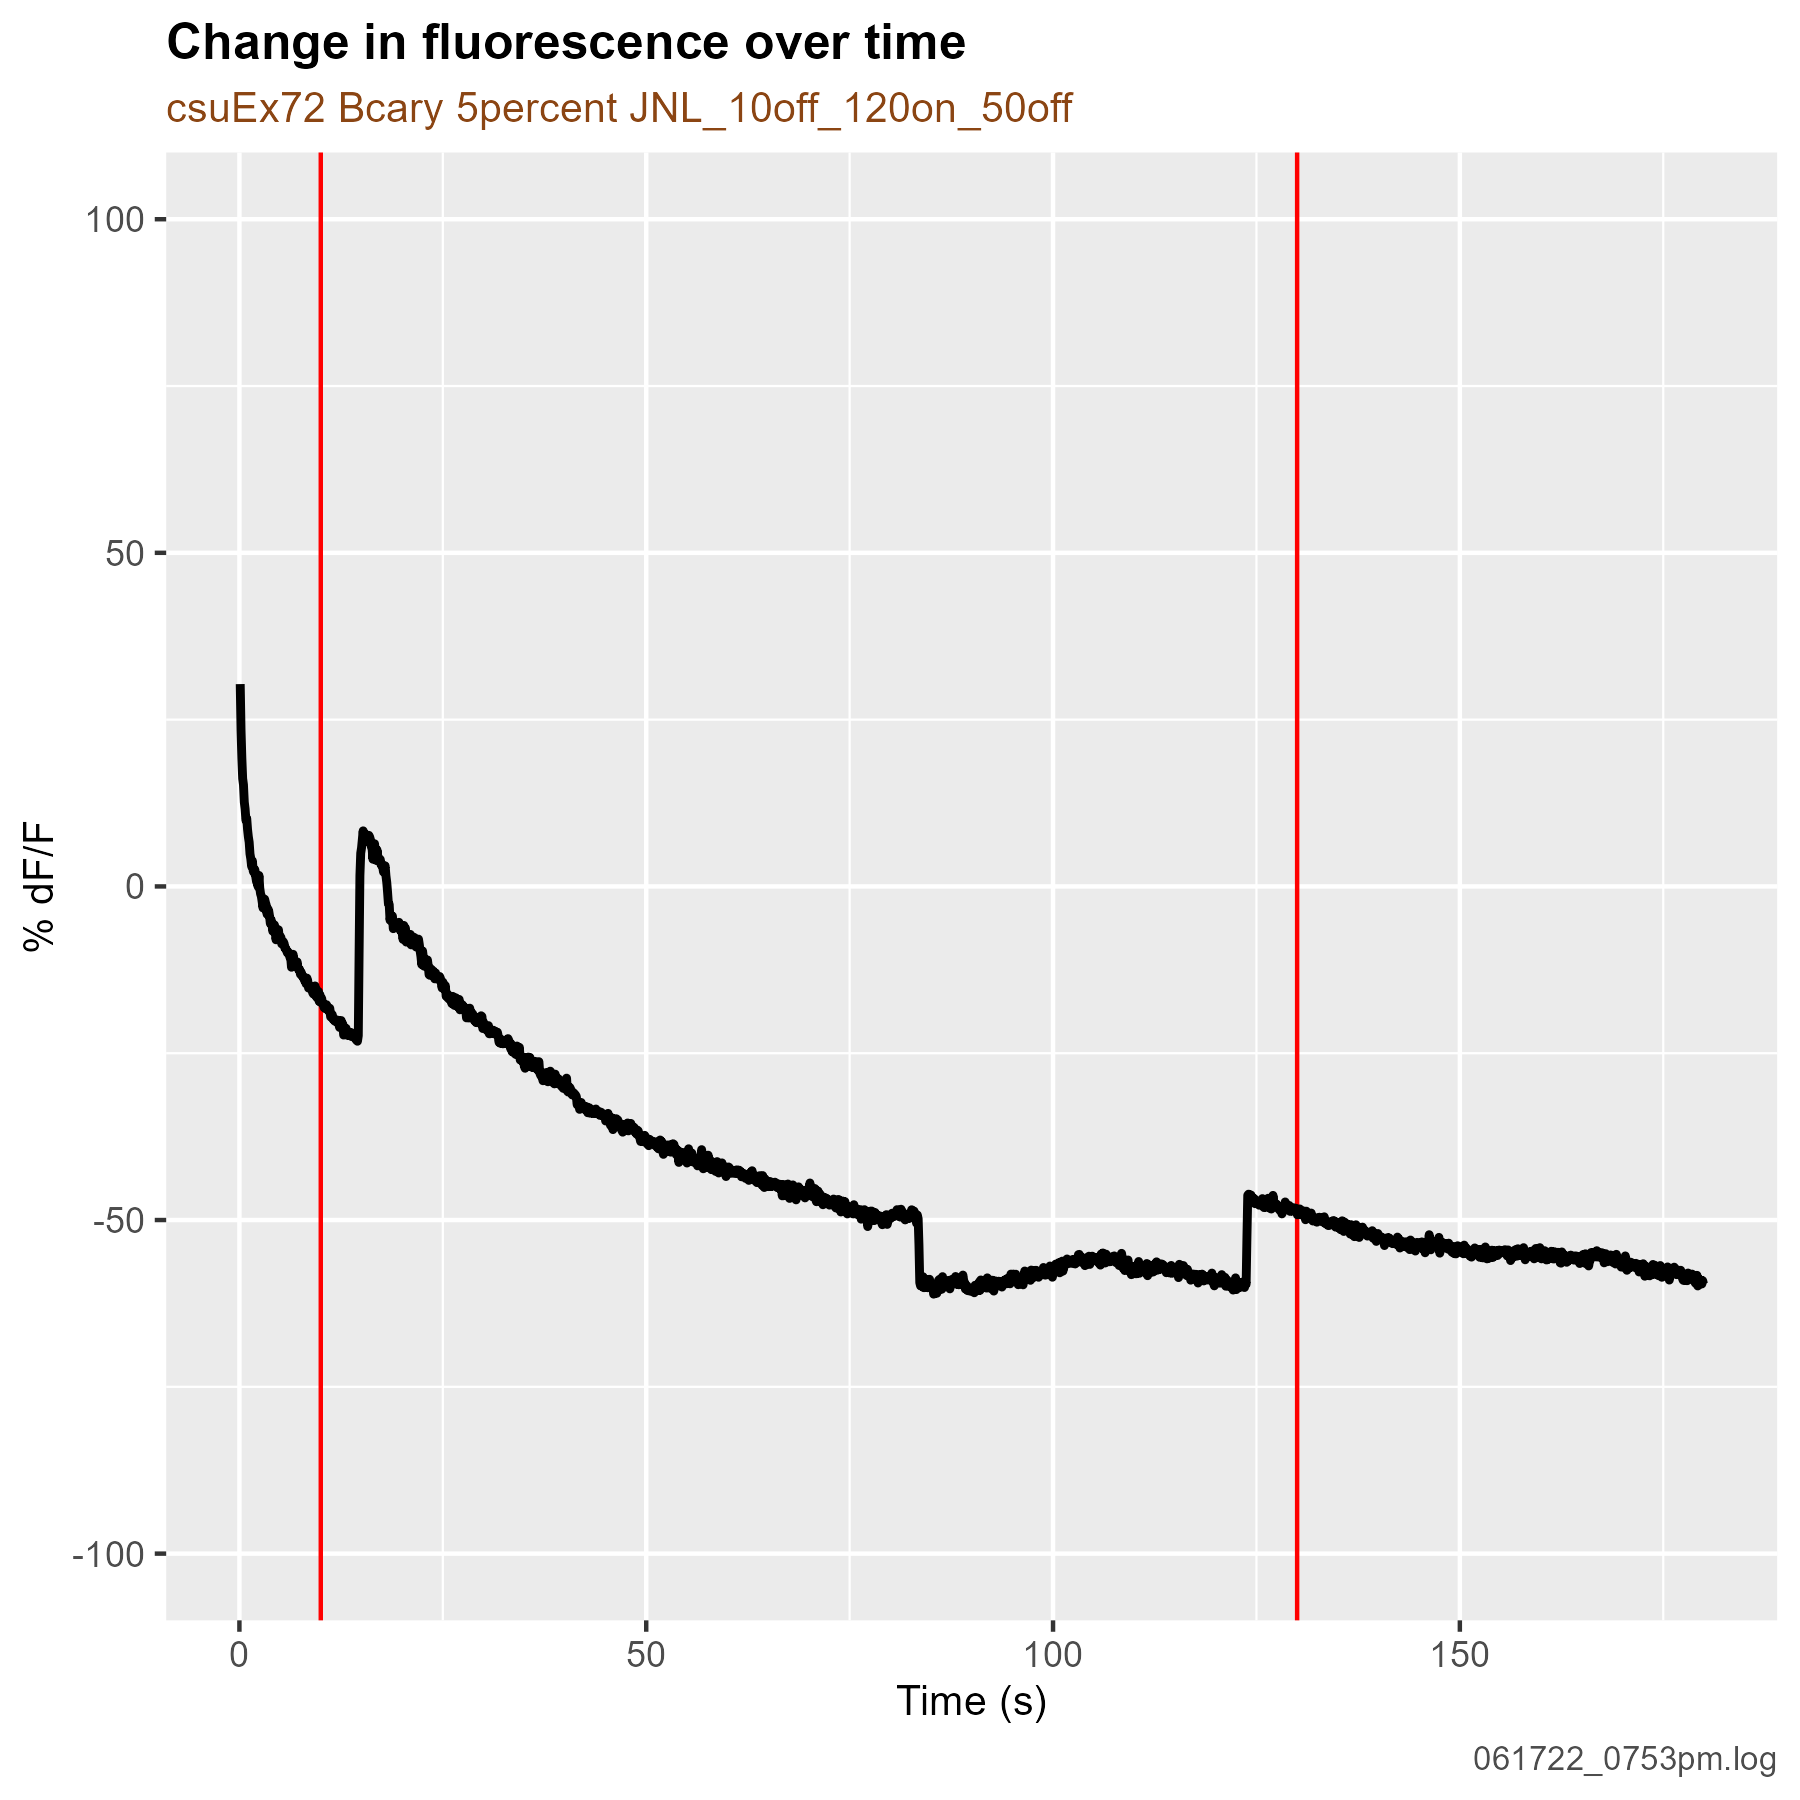 Change in fluorescence over time
csuEx72 Bcary 5percent JNL_10off_120on_50off
100
50
0
-50
-100
% dF/F
0 50 100 150
Time (s)
061722_0753pm.log